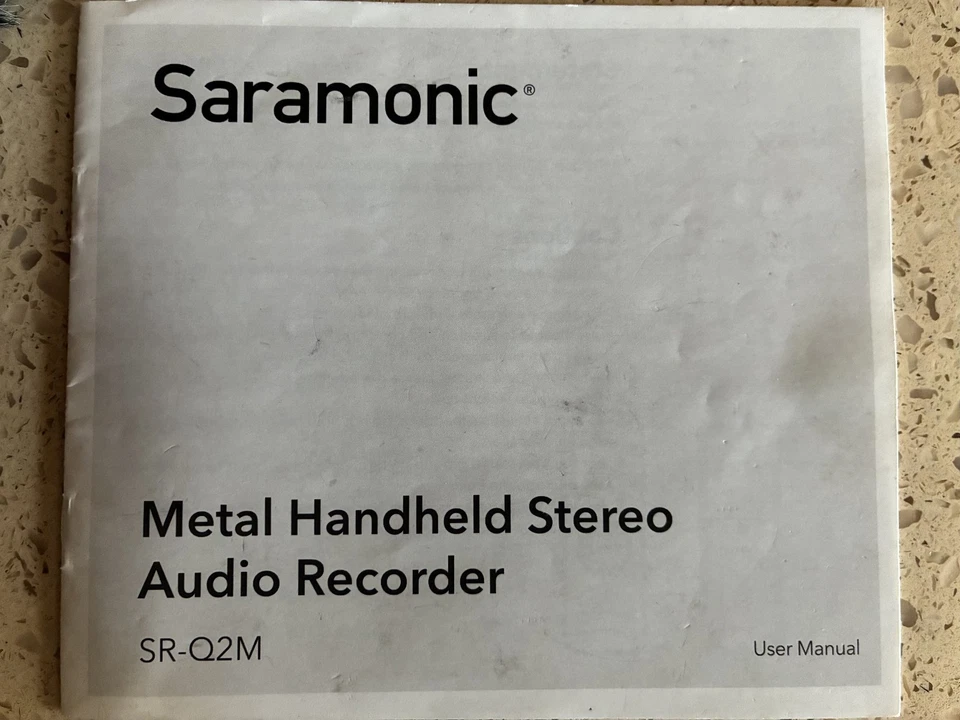 Saramonic®
Metal Handheld Stereo
Audio Recorder
SR-Q2M
User Manual